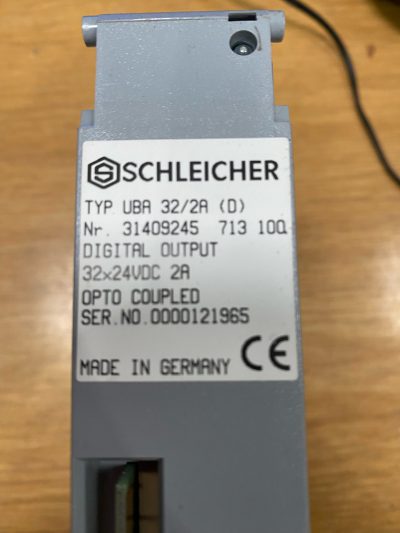 SCHLEICHER
TYP UBA 32/2A (D)
Nr. 31409245 713 10Q
DIGITAL OUTPUT
32x24VDC 2A
OPTO COUPLED
SER.NO.0000121965
MADE IN GERMANY CE